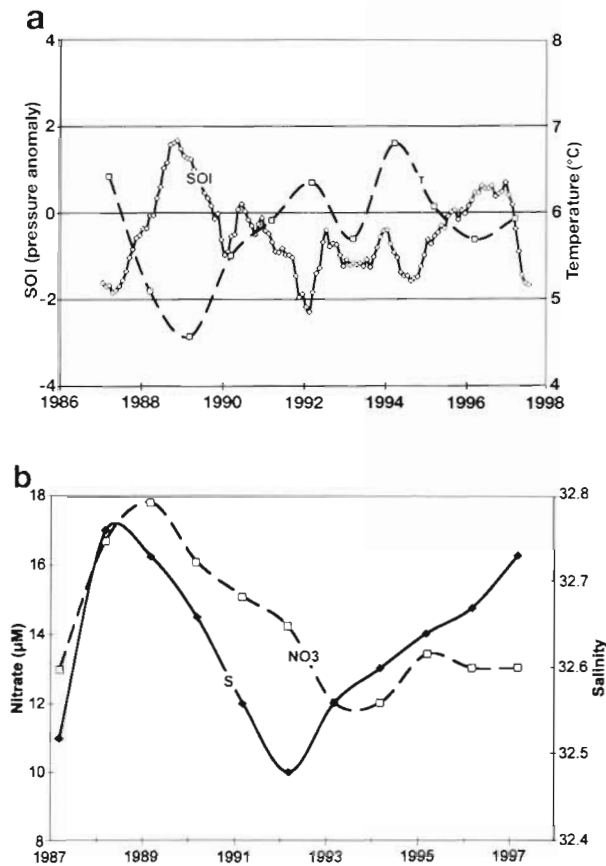 a
SOI (pressure anomaly)
4
2
0
-2
-4
SOI
T
8
7
6
5
4
Temperature (°C)
1986 1988 1990 1992 1994 1996 1998
b
Nitrate (µM)
18
16
14
12
10
8
S
NO3
32.8
32.7
32.6
32.5
32.4
Salinity
1987 1989 1991 1993 1995 1997